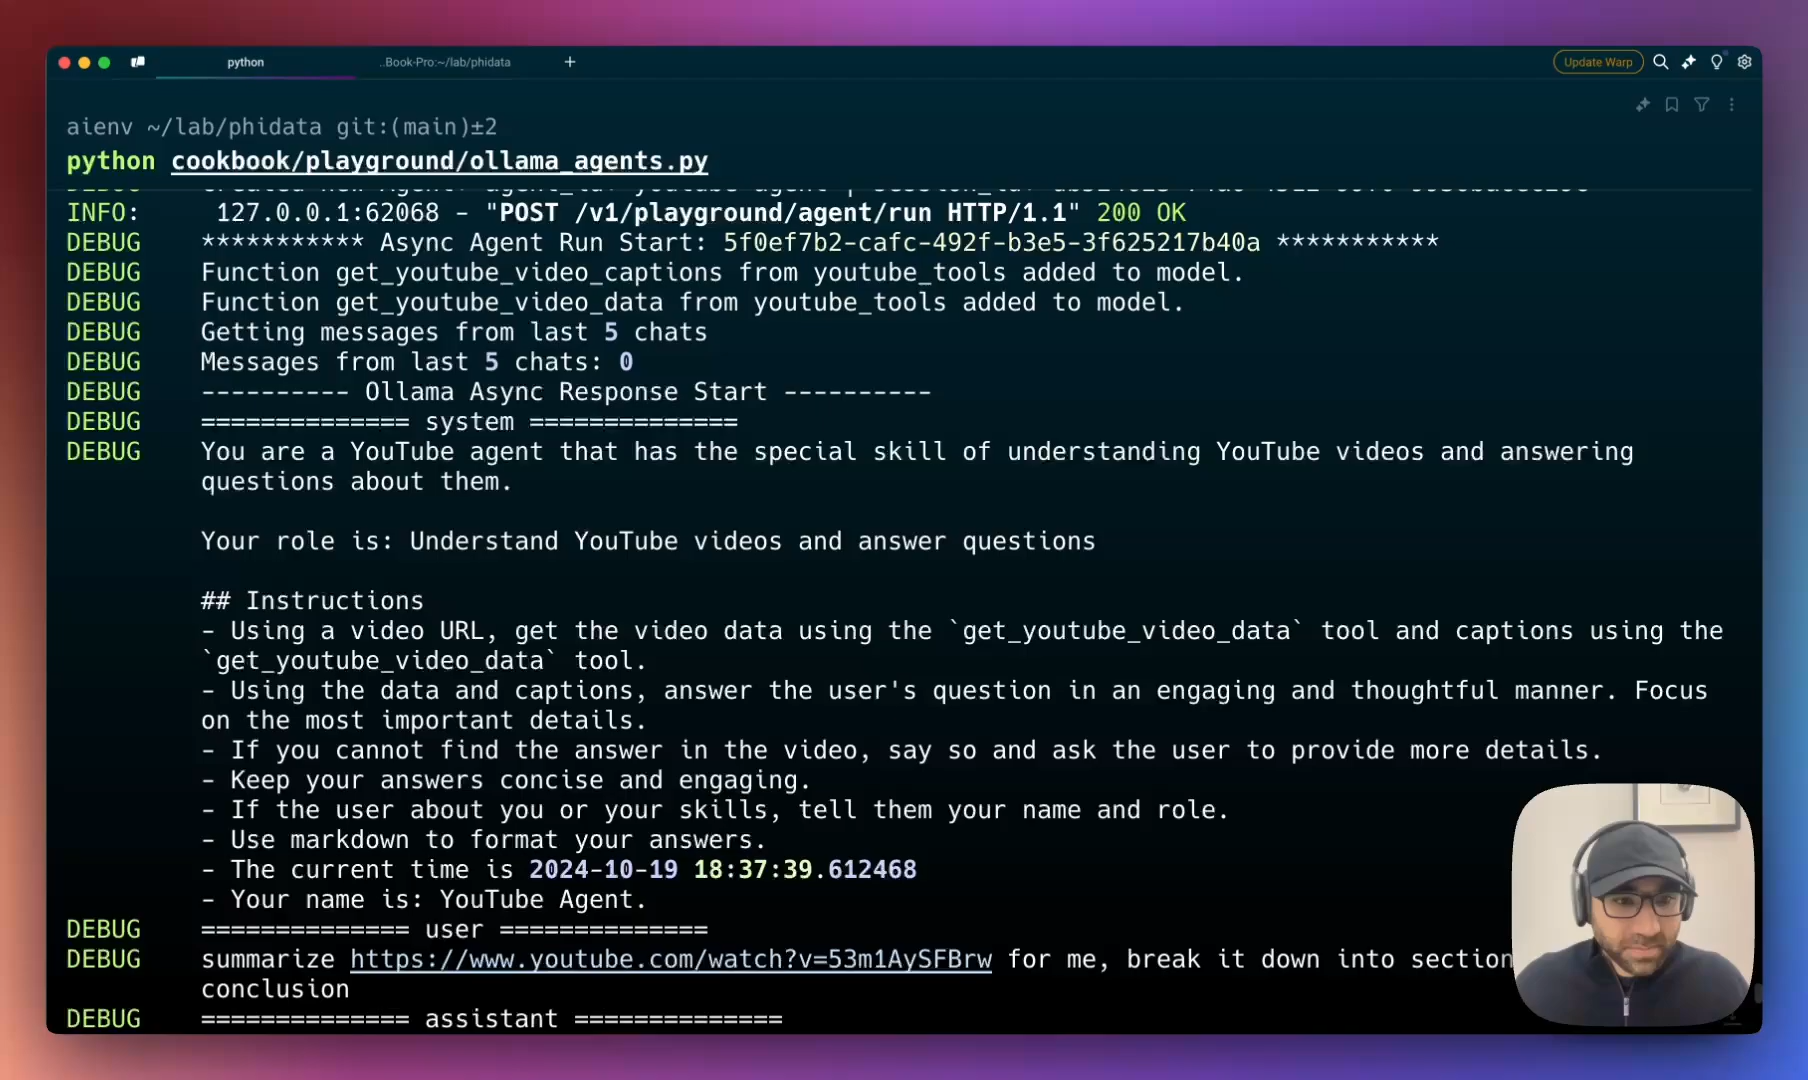 python
..Book-Pro:~/lab/phidata
Update Warp
aienv ~/lab/phidata git:(main)±2
python cookbook/playground/ollama_agents.py
INFO: 127.0.0.1:62068 - "POST /v1/playground/agent/run HTTP/1.1" 200 OK
DEBUG *********** Async Agent Run Start: 5f0ef7b2-cafc-492f-b3e5-3f625217b40a ***********
DEBUG Function get_youtube_video_captions from youtube_tools added to model.
DEBUG Function get_youtube_video_data from youtube_tools added to model.
DEBUG Getting messages from last 5 chats
DEBUG Messages from last 5 chats: 0
DEBUG ---------- Ollama Async Response Start ----------
DEBUG ============== system ==============
DEBUG You are a YouTube agent that has the special skill of understanding YouTube videos and answering
questions about them.
Your role is: Understand YouTube videos and answer questions
## Instructions
- Using a video URL, get the video data using the `get_youtube_video_data` tool and captions using the
`get_youtube_video_data` tool.
- Using the data and captions, answer the user's question in an engaging and thoughtful manner. Focus
on the most important details.
- If you cannot find the answer in the video, say so and ask the user to provide more details.
- Keep your answers concise and engaging.
- If the user about you or your skills, tell them your name and role.
- Use markdown to format your answers.
- The current time is 2024-10-19 18:37:39.612468
- Your name is: YouTube Agent.
DEBUG ============== user ==============
DEBUG summarize https://www.youtube.com/watch?v=53m1AySFBrw for me, break it down into section
conclusion
DEBUG ============== assistant ==============